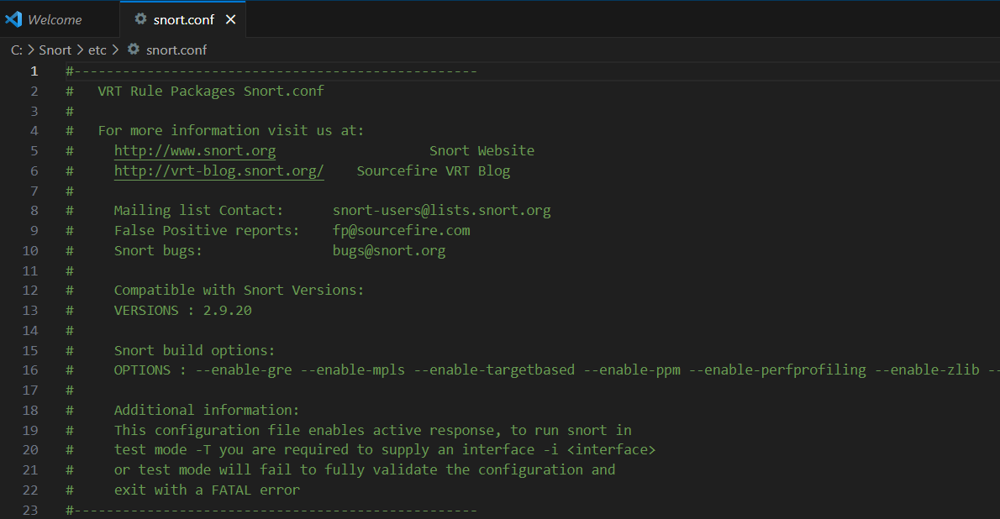 Welcome snort.conf
C: Snort etc snort.conf
1 #--------------------------------------------------
2 #   VRT Rule Packages Snort.conf
3 #
4 #   For more information visit us at:
5 #     http://www.snort.org                   Snort Website
6 #     http://vrt-blog.snort.org/    Sourcefire VRT Blog
7 #
8 #     Mailing list Contact:      snort-users@lists.snort.org
9 #     False Positive reports:    fp@sourcefire.com
10 #     Snort bugs:                bugs@snort.org
11 #
12 #     Compatible with Snort Versions:
13 #     VERSIONS : 2.9.20
14 #
15 #     Snort build options:
16 #     OPTIONS : --enable-gre --enable-mpls --enable-targetbased --enable-ppm --enable-perfprofiling --enable-zlib --
17 #
18 #     Additional information:
19 #     This configuration file enables active response, to run snort in
20 #     test mode -T you are required to supply an interface -i <interface>
21 #     or test mode will fail to fully validate the configuration and
22 #     exit with a FATAL error
23 #--------------------------------------------------